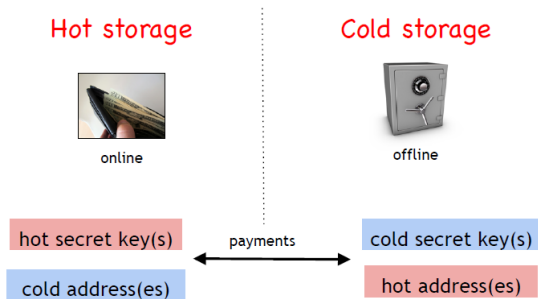 Hot storage
Cold storage
online
offline
hot secret key(s)
payments
cold secret key(s)
cold address(es)
hot address(es)